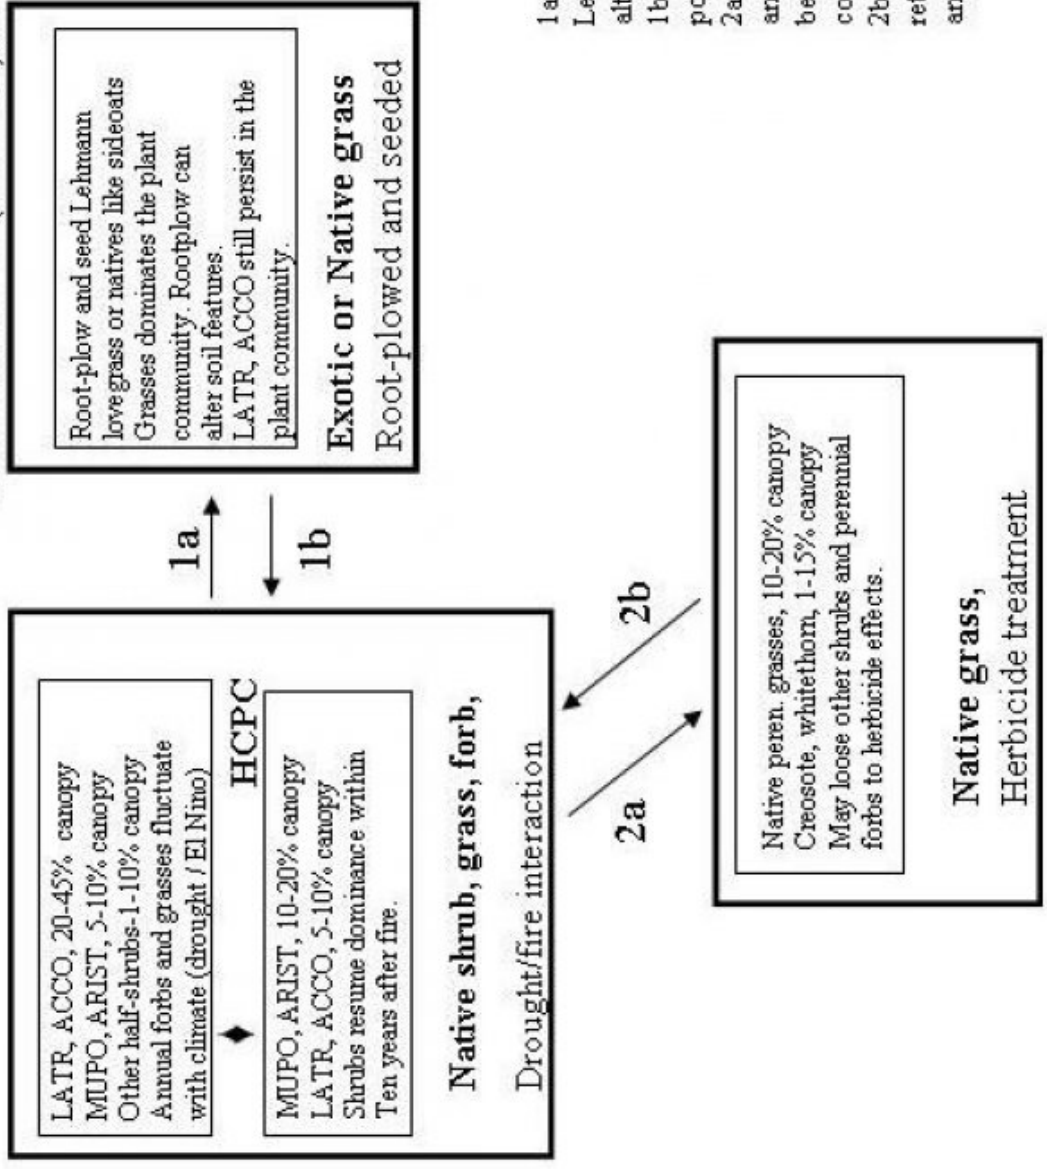 LATR, ACCO, 20-45% canopy
MUPO, ARIST, 5-10% canopy
Other half-shrubs-1-10% canopy
Annual forbs and grasses fluctuate
with climate (drought / El Nino)
HCPC
MUPO, ARIST, 10-20% canopy
LATR, ACCO, 5-10% canopy
Shrubs resume dominance within
Ten years after fire.
Native shrub, grass, forb,
Drought/fire interaction
1a
1b
Root-plow and seed Lehmann
lovegrass or natives like sideoats
Grasses dominates the plant
community. Rootplow can
alter soil features.
LATR, ACCO still persist in the
plant community.
Exotic or Native grass
Root-plowed and seeded
2a
2b
Native peren. grasses, 10-20% canopy
Creosote, whitethorn, 1-15% canopy
May loose other shrubs and perennial
forbs to herbicide effects.
Native grass,
Herbicide treatment
1a
1b
2a
2b